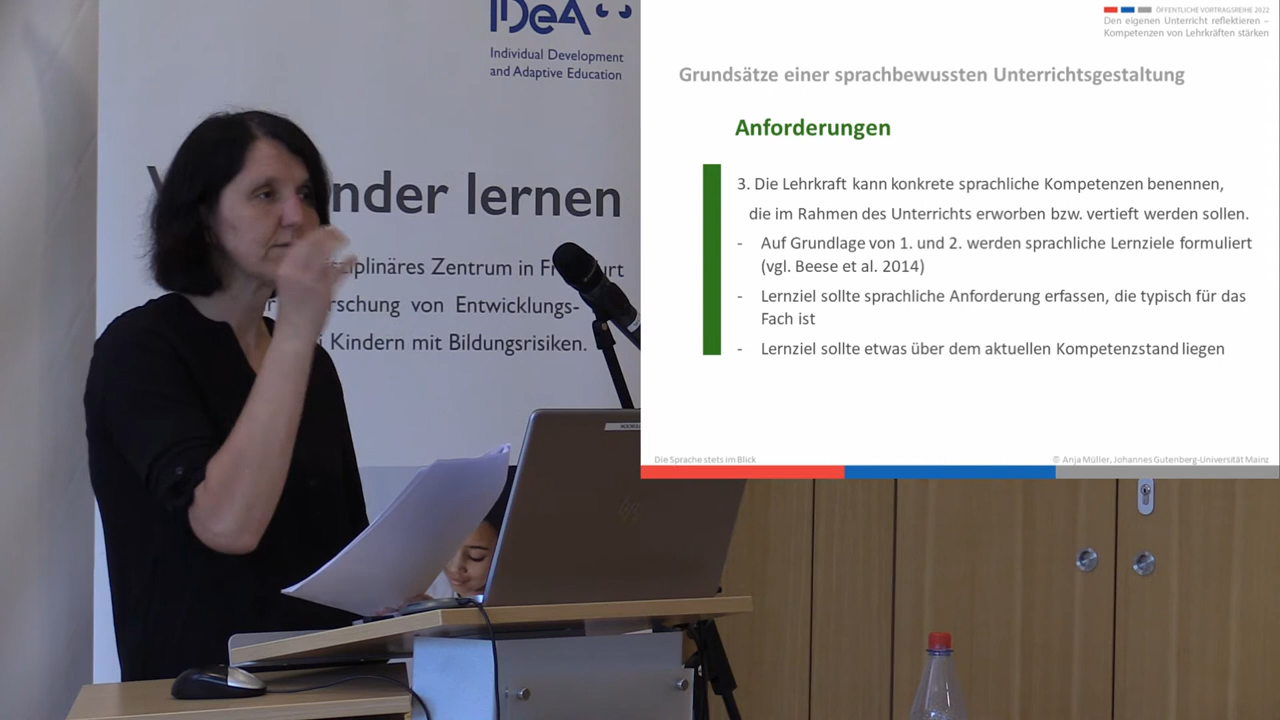 IDeA
Individual Development
and Adaptive Education
nder lernen
disziplinäres Zentrum in Fr furt
rschung von Entwicklungs-
i Kindern mit Bildungsrisiken.
ÖFFENTLICHE VORTRAGSREIHE 2022
Den eigenen Unterricht reflektieren –
Kompetenzen von Lehrkräften stärken
Grundsätze einer sprachbewussten Unterrichtsgestaltung
Anforderungen
3. Die Lehrkraft kann konkrete sprachliche Kompetenzen benennen,
die im Rahmen des Unterrichts erworben bzw. vertieft werden sollen.
- Auf Grundlage von 1. und 2. werden sprachliche Lernziele formuliert
(vgl. Beese et al. 2014)
- Lernziel sollte sprachliche Anforderung erfassen, die typisch für das
Fach ist
- Lernziel sollte etwas über dem aktuellen Kompetenzstand liegen
Die Sprache stets im Blick
© Anja Müller, Johannes Gutenberg-Universität Mainz